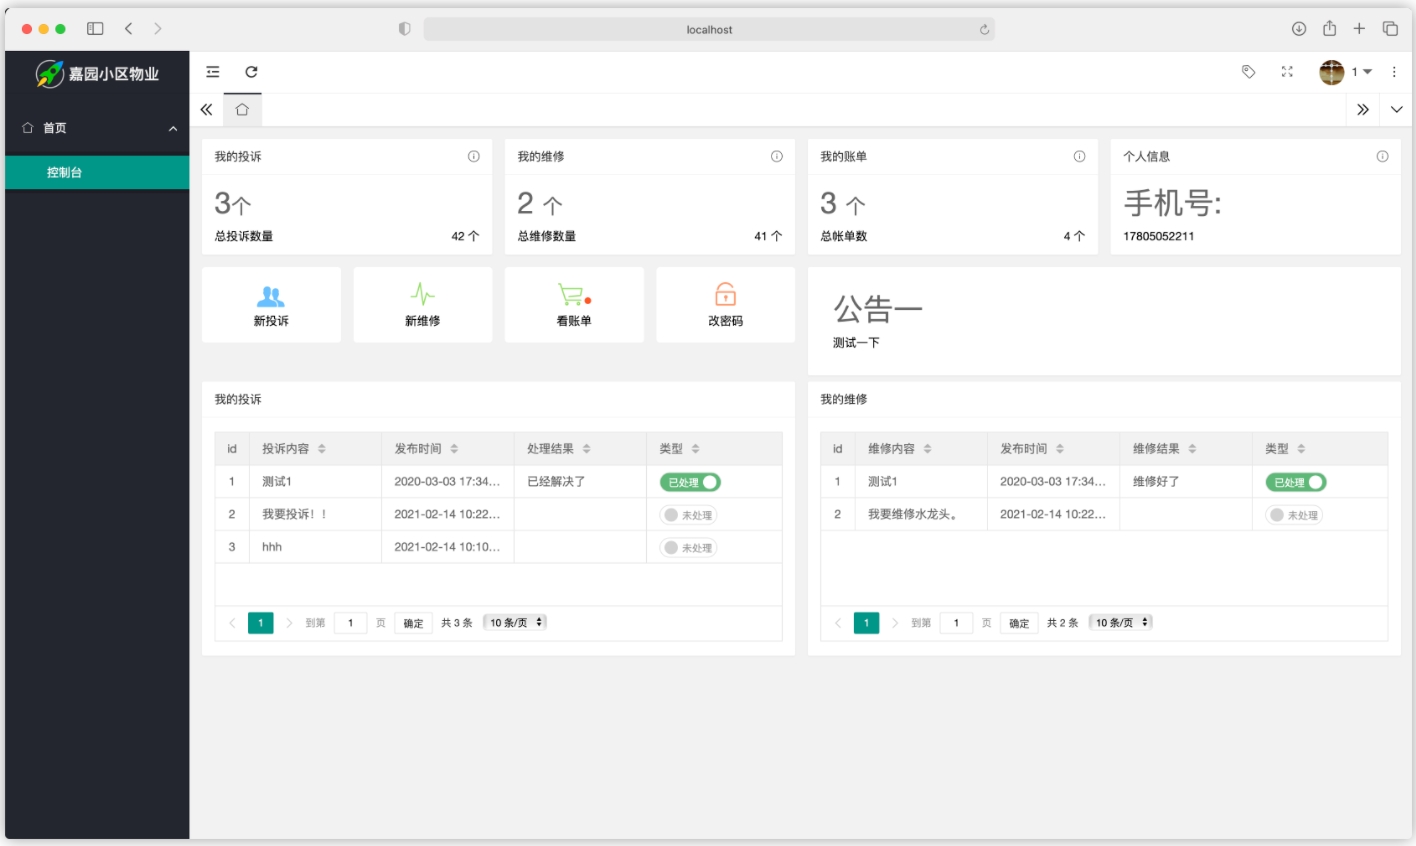 localhost
嘉园小区物业
1
首页
控制台
我的投诉
3个
总投诉数量 42 个
我的维修
2 个
总维修数量 41 个
我的账单
3 个
总帐单数 4 个
个人信息
手机号:
17805052211
新投诉
新维修
看账单
改密码
公告一
测试一下
我的投诉
id 投诉内容 发布时间 处理结果 类型
1 测试1 2020-03-03 17:34... 已经解决了 已处理
2 我要投诉！！ 2021-02-14 10:22... 未处理
3 hhh 2021-02-14 10:10... 未处理
1 到第 1 页 确定 共 3 条 10 条/页
我的维修
id 维修内容 发布时间 维修结果 类型
1 测试1 2020-03-03 17:34... 维修好了 已处理
2 我要维修水龙头。 2021-02-14 10:22... 未处理
1 到第 1 页 确定 共 2 条 10 条/页